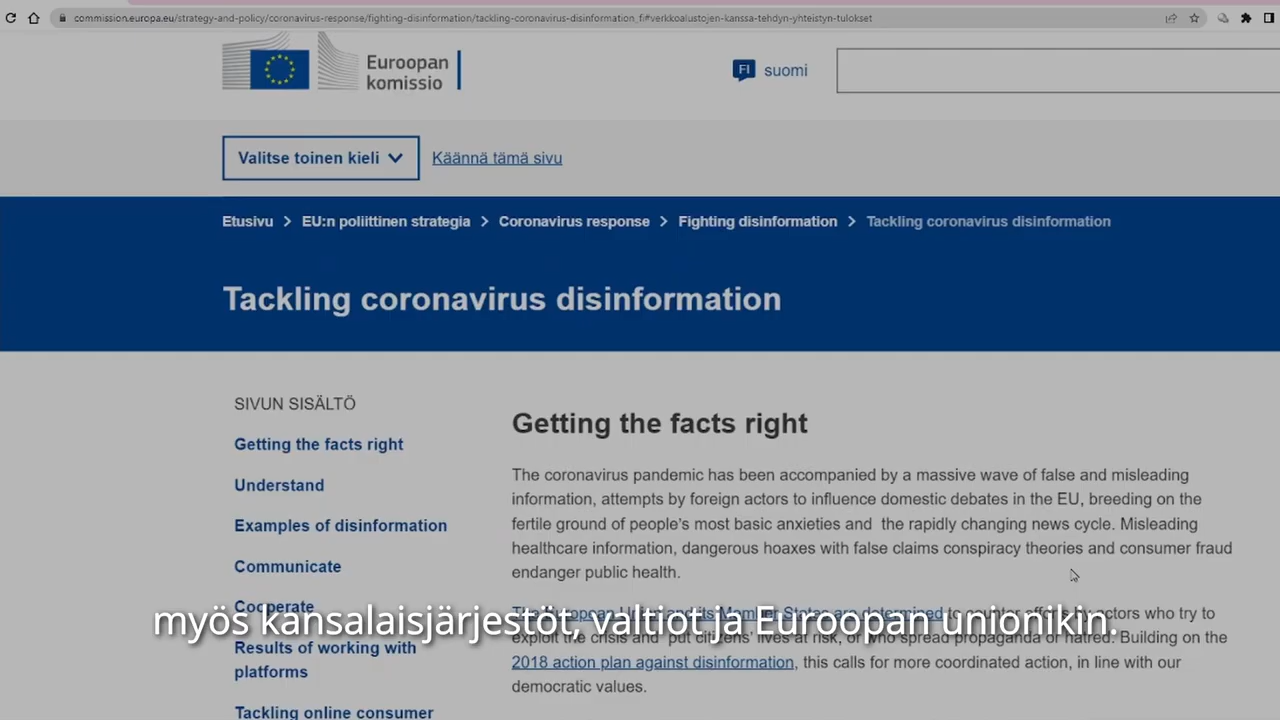 commission.europa.eu/strategy-and-policy/coronavirus-response/fighting-disinformation/tackling-coronavirus-disinformation_fi#verkkoalustojen-kanssa-tehdyn-yhteistyn-tulokset
Euroopan
komissio
FI suomi
Valitse toinen kieli
Käännä tämä sivu
Etusivu > EU:n poliittinen strategia > Coronavirus response > Fighting disinformation > Tackling coronavirus disinformation
Tackling coronavirus disinformation
SIVUN SISÄLTÖ
Getting the facts right
Understand
Examples of disinformation
Communicate
Cooperate
Results of working with
platforms
Tackling online consumer
Getting the facts right
The coronavirus pandemic has been accompanied by a massive wave of false and misleading
information, attempts by foreign actors to influence domestic debates in the EU, breeding on the
fertile ground of people's most basic anxieties and the rapidly changing news cycle. Misleading
healthcare information, dangerous hoaxes with false claims conspiracy theories and consumer fraud
endanger public health.
The European Union and its Member States are determined to counter efforts by actors who try to
exploit the crisis and put citizens' lives at risk, or who spread propaganda or hatred. Building on the
2018 action plan against disinformation, this calls for more coordinated action, in line with our
democratic values.
myös kansalaisjärjestöt, valtiot ja Euroopan unionikin.